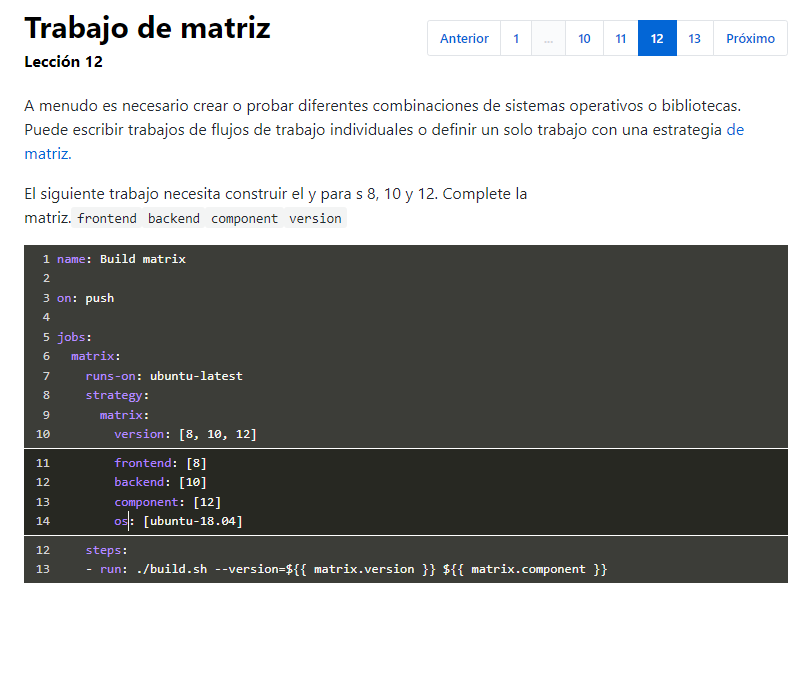 Trabajo de matriz
Lección 12
Anterior 1 ... 10 11 12 13 Próximo
A menudo es necesario crear o probar diferentes combinaciones de sistemas operativos o bibliotecas.
Puede escribir trabajos de flujos de trabajo individuales o definir un solo trabajo con una estrategia de
matriz.
El siguiente trabajo necesita construir el y para s 8, 10 y 12. Complete la
matriz. frontend backend component version
1 name: Build matrix
2
3 on: push
4
5 jobs:
6 matrix:
7 runs-on: ubuntu-latest
8 strategy:
9 matrix:
10 version: [8, 10, 12]
11 frontend: [8]
12 backend: [10]
13 component: [12]
14 os: [ubuntu-18.04]
12 steps:
13 - run: ./build.sh --version=${{ matrix.version }} ${{ matrix.component }}